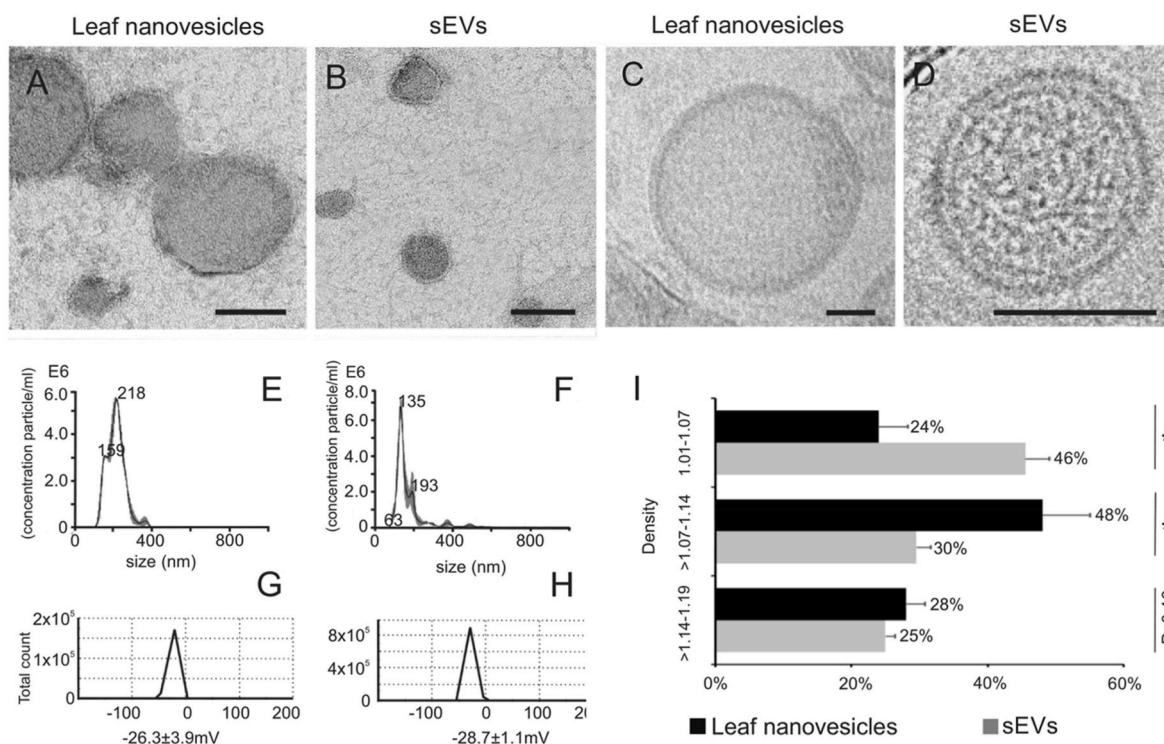 Leaf nanovesicles
sEVs
Leaf nanovesicles
sEVs
A
B
C
D
E6
(concentration particle/ml)
6.0
4.0
2.0
0
218
159
E
0
200
400
800
size (nm)
E6
(concentration particle/ml)
8.0
6.0
4.0
2.0
0
135
193
63
F
0
200
400
800
size (nm)
G
Total count
2x10⁵
1x10⁵
0
-100
0
100
200
-26.3±3.9mV
H
8x10⁵
4x10⁵
0
-100
0
100
200
-28.7±1.1mV
I
Density
1.01-1.07
24%
46%
>1.07-1.14
48%
30%
>1.14-1.19
28%
25%
0%
20%
40%
60%
Leaf nanovesicles
sEVs